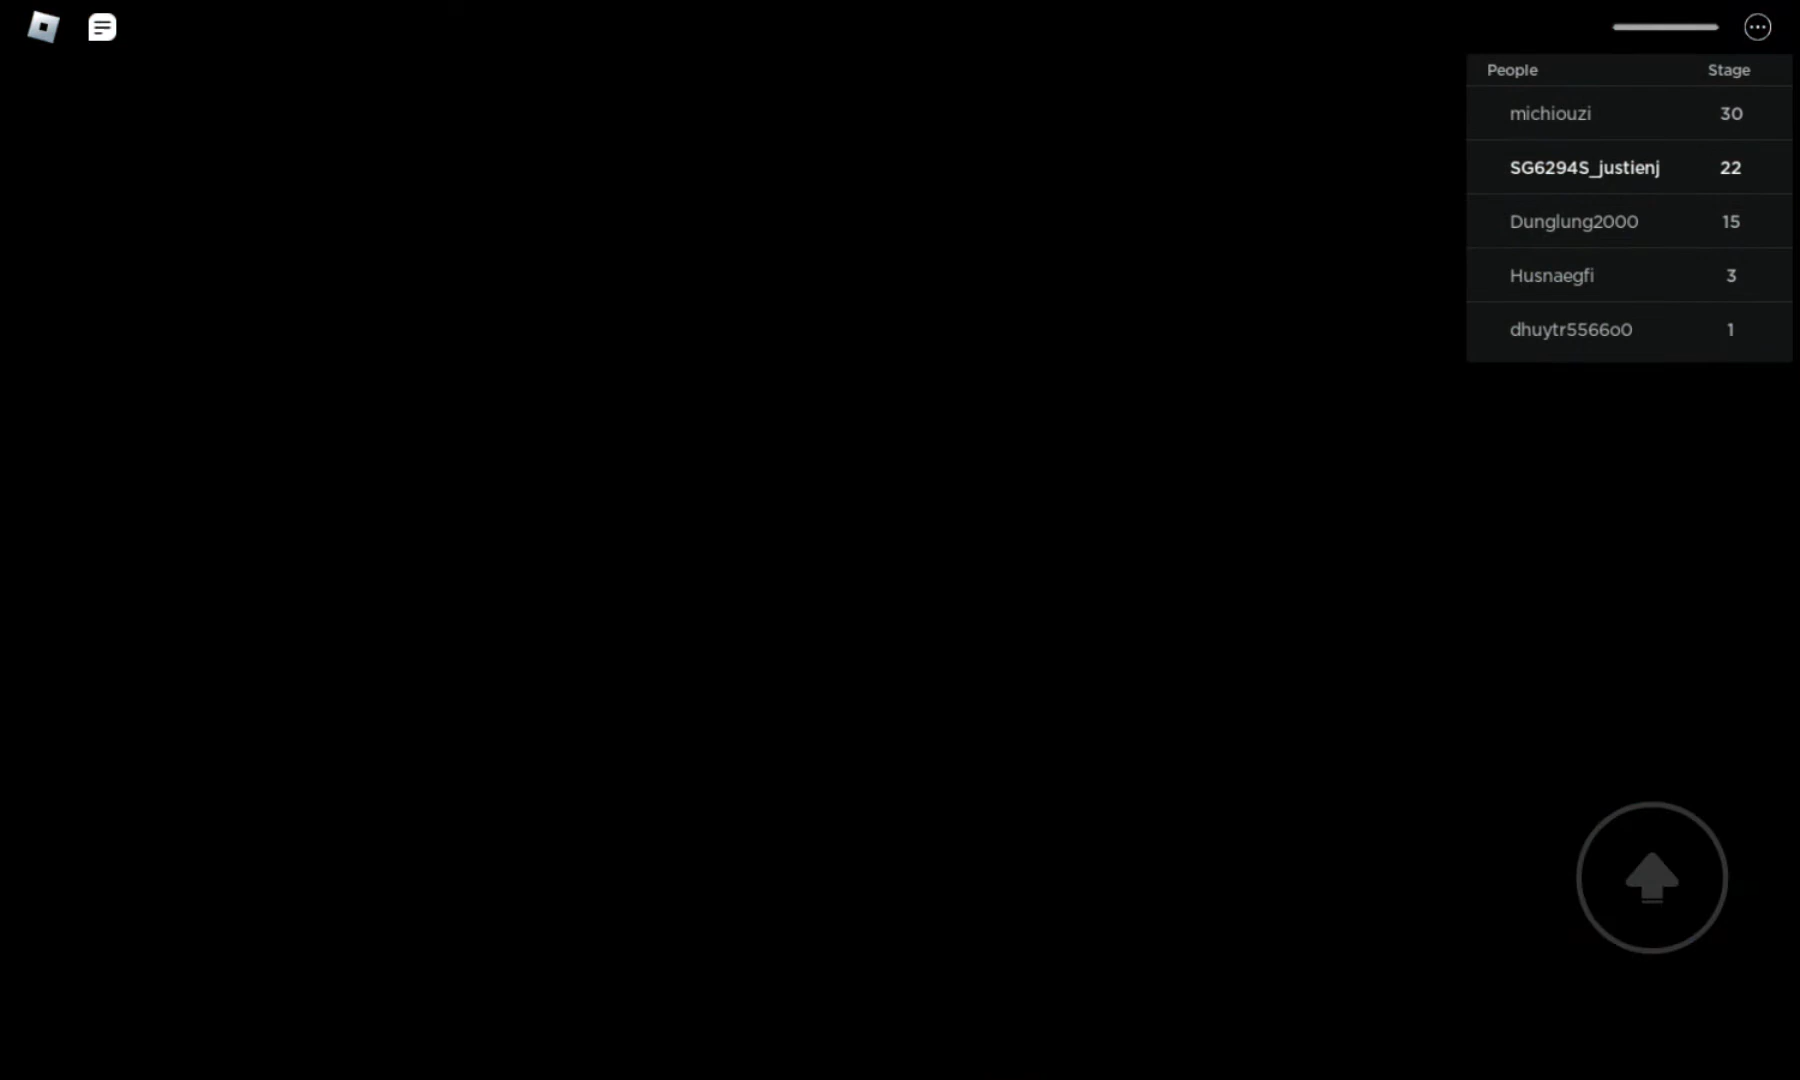 People Stage
michiouzi 30
SG6294S_justienj 22
Dunglung2000 15
Husnaegfi 3
dhuytr5566o0 1